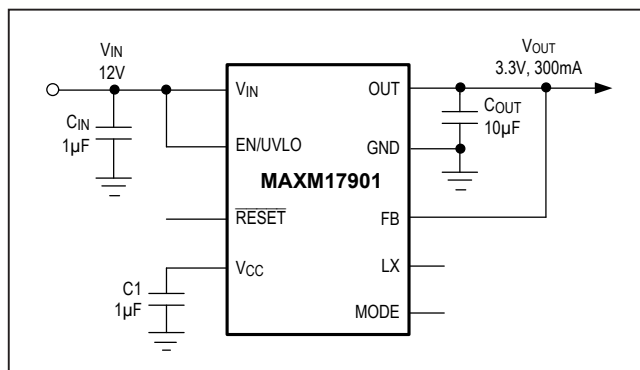 VIN
12V
VOUT
3.3V, 300mA
VIN
OUT
CIN
1µF
COUT
10µF
EN/UVLO
GND
MAXM17901
RESET
FB
VCC
LX
C1
1µF
MODE